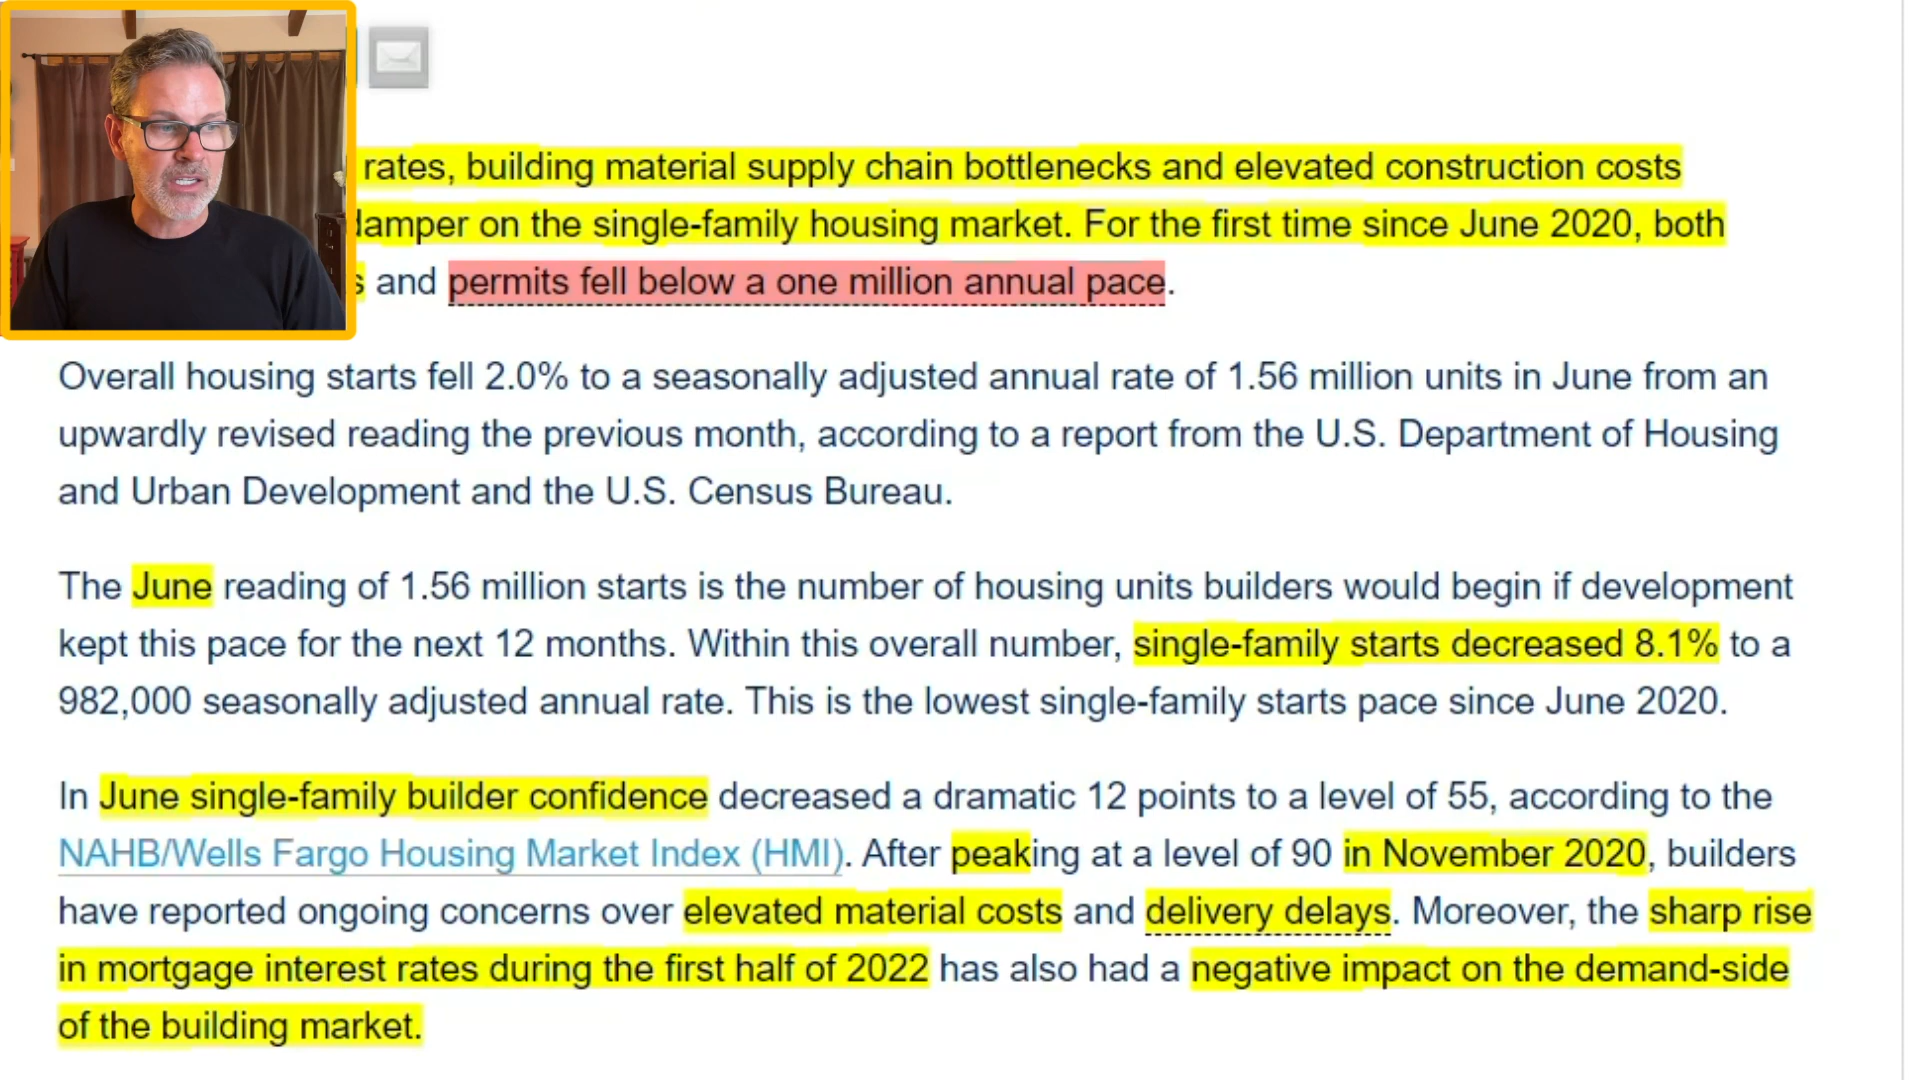 rates, building material supply chain bottlenecks and elevated construction costs
damper on the single-family housing market. For the first time since June 2020, both
and permits fell below a one million annual pace.
Overall housing starts fell 2.0% to a seasonally adjusted annual rate of 1.56 million units in June from an
upwardly revised reading the previous month, according to a report from the U.S. Department of Housing
and Urban Development and the U.S. Census Bureau.
The June reading of 1.56 million starts is the number of housing units builders would begin if development
kept this pace for the next 12 months. Within this overall number, single-family starts decreased 8.1% to a
982,000 seasonally adjusted annual rate. This is the lowest single-family starts pace since June 2020.
In June single-family builder confidence decreased a dramatic 12 points to a level of 55, according to the
NAHB/Wells Fargo Housing Market Index (HMI). After peaking at a level of 90 in November 2020, builders
have reported ongoing concerns over elevated material costs and delivery delays. Moreover, the sharp rise
in mortgage interest rates during the first half of 2022 has also had a negative impact on the demand-side
of the building market.